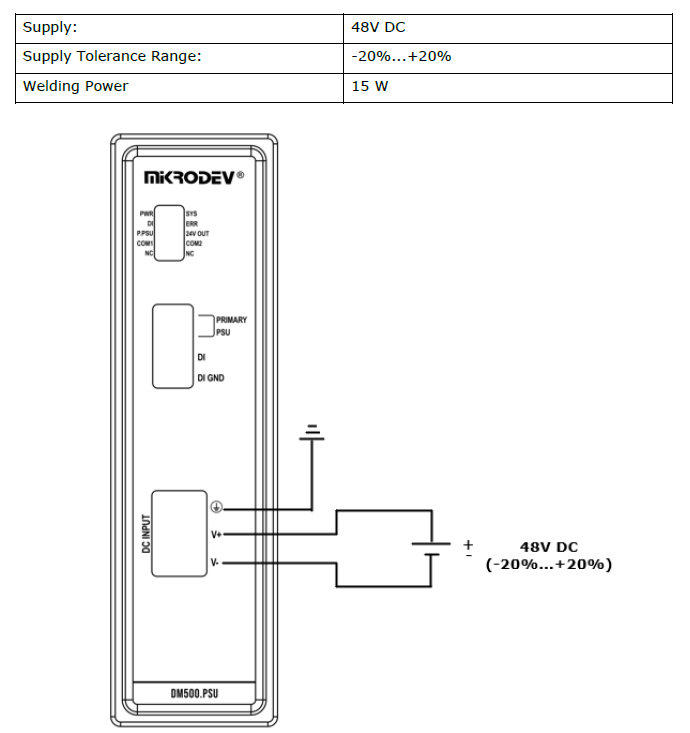 Supply: 48V DC
Supply Tolerance Range: -20%...+20%
Welding Power 15 W
MiKRODEV®
PWR SYS
DI ERR
P.PSU 24V OUT
COM1 COM2
NC NC
PRIMARY
PSU
DI
DI GND
DC INPUT
V+
V-
+
-
48V DC
(-20%...+20%)
DM500.PSU